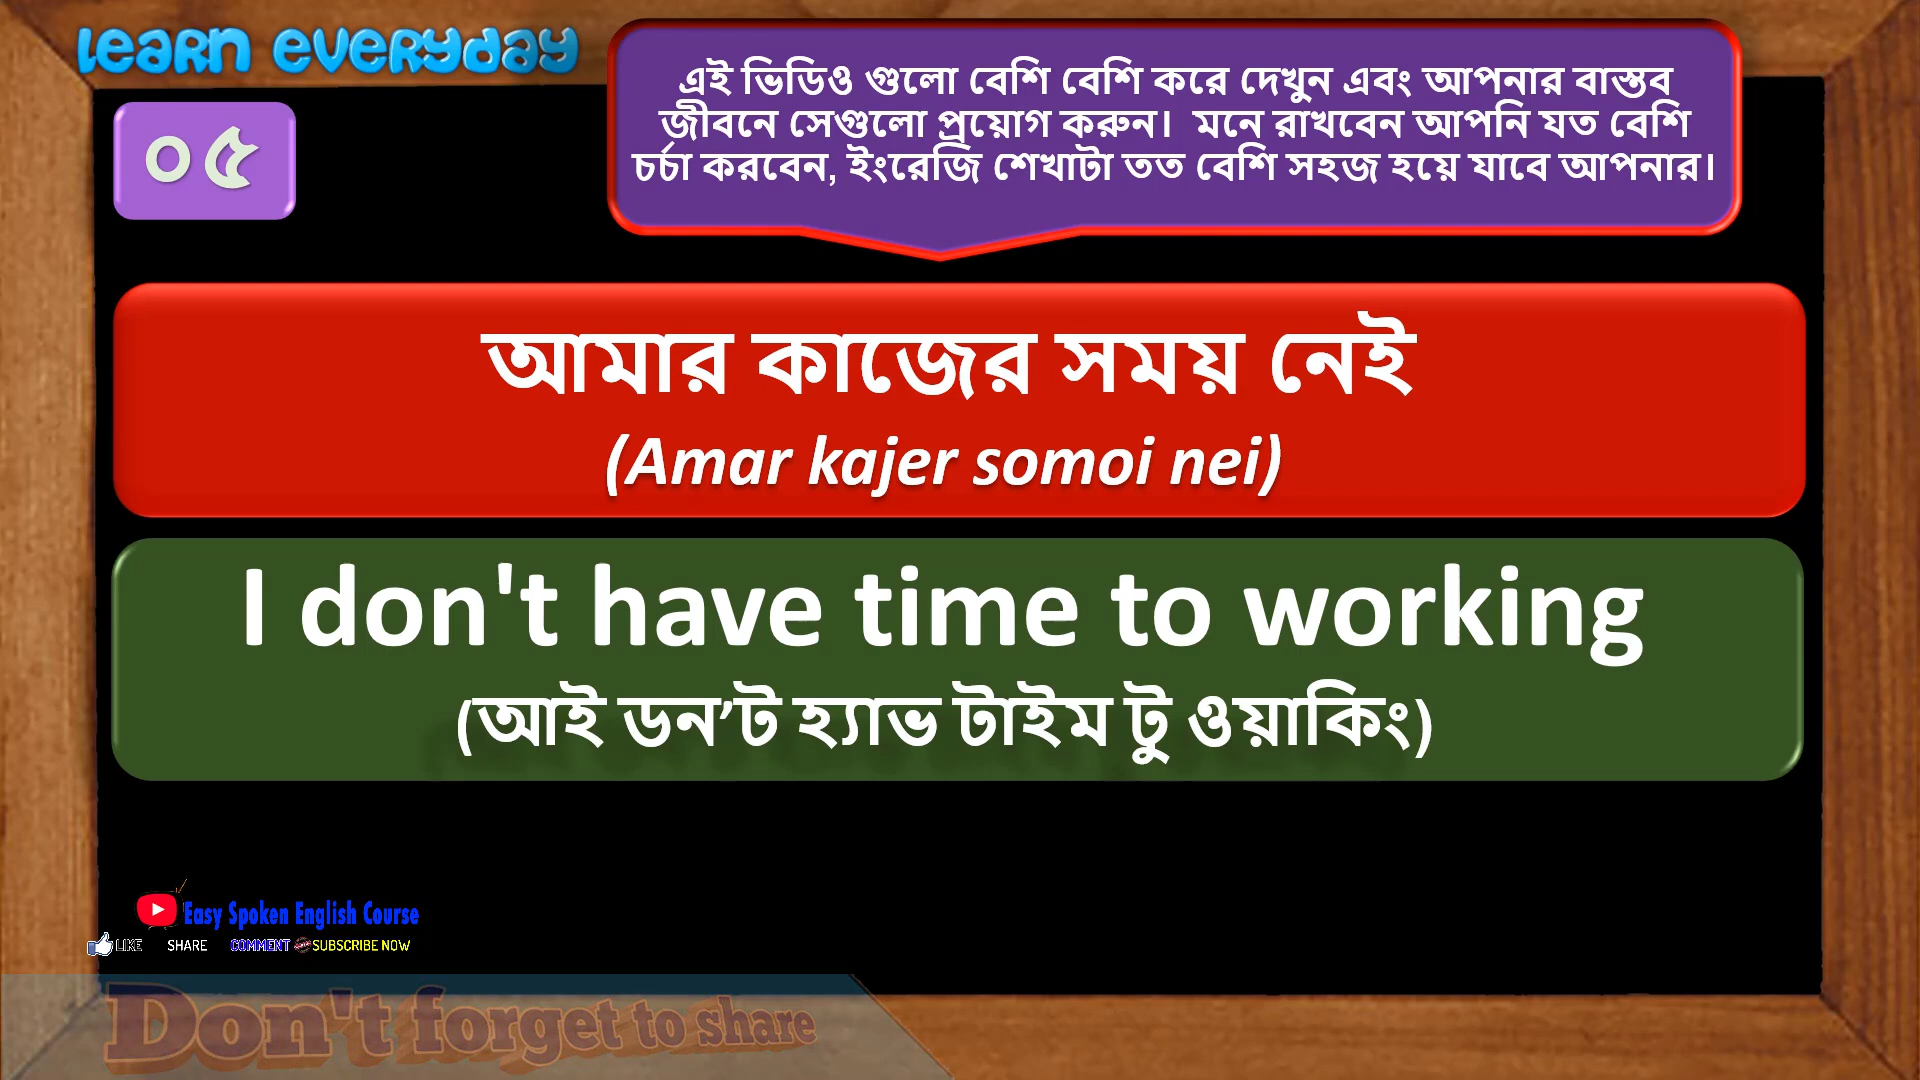 Learn Everyday
০৫
এই ভিডিও গুলো বেশি বেশি করে দেখুন এবং আপনার বাস্তব
জীবনে সেগুলো প্রয়োগ করুন। মনে রাখবেন আপনি যত বেশি
চর্চা করবেন, ইংরেজি শেখাটা তত বেশি সহজ হয়ে যাবে আপনার।
আমার কাজের সময় নেই
(Amar kajer somoi nei)
I don't have time to working
(আই ডন’ট হ্যাভ টাইম টু ওয়াকিং)
Easy Spoken English Course
LIKE SHARE COMMENT SUBSCRIBE NOW
Don't forget to share